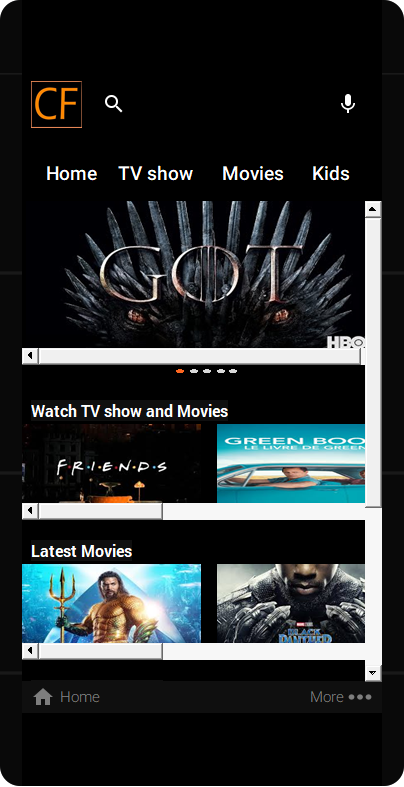 CF
Home TV show Movies Kids
GOT
HBO
Watch TV show and Movies
F·R·I·E·N·D·S
GREEN BOO
LE LIVRE DE GREEN
Latest Movies
BLACK
PANTHER
Home
More